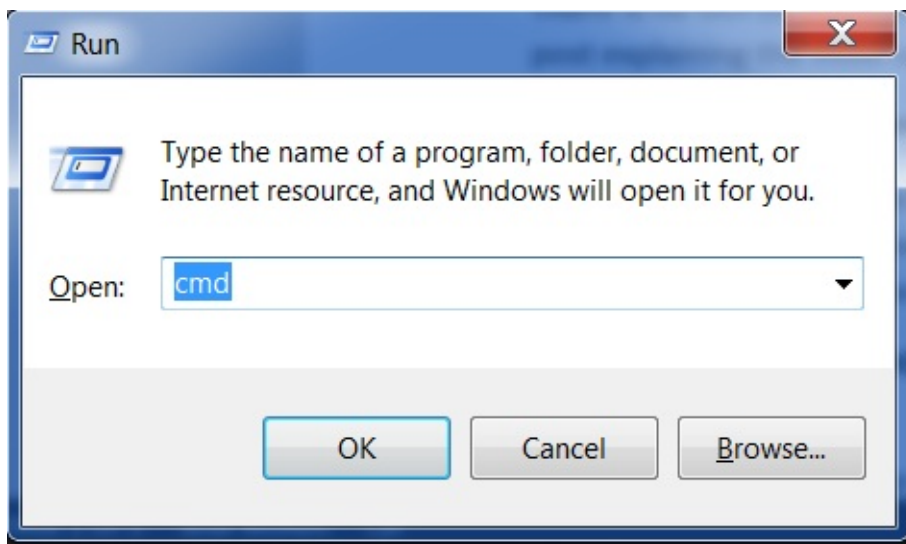 Run
Type the name of a program, folder, document, or
Internet resource, and Windows will open it for you.
Open:
cmd
OK
Cancel
Browse...